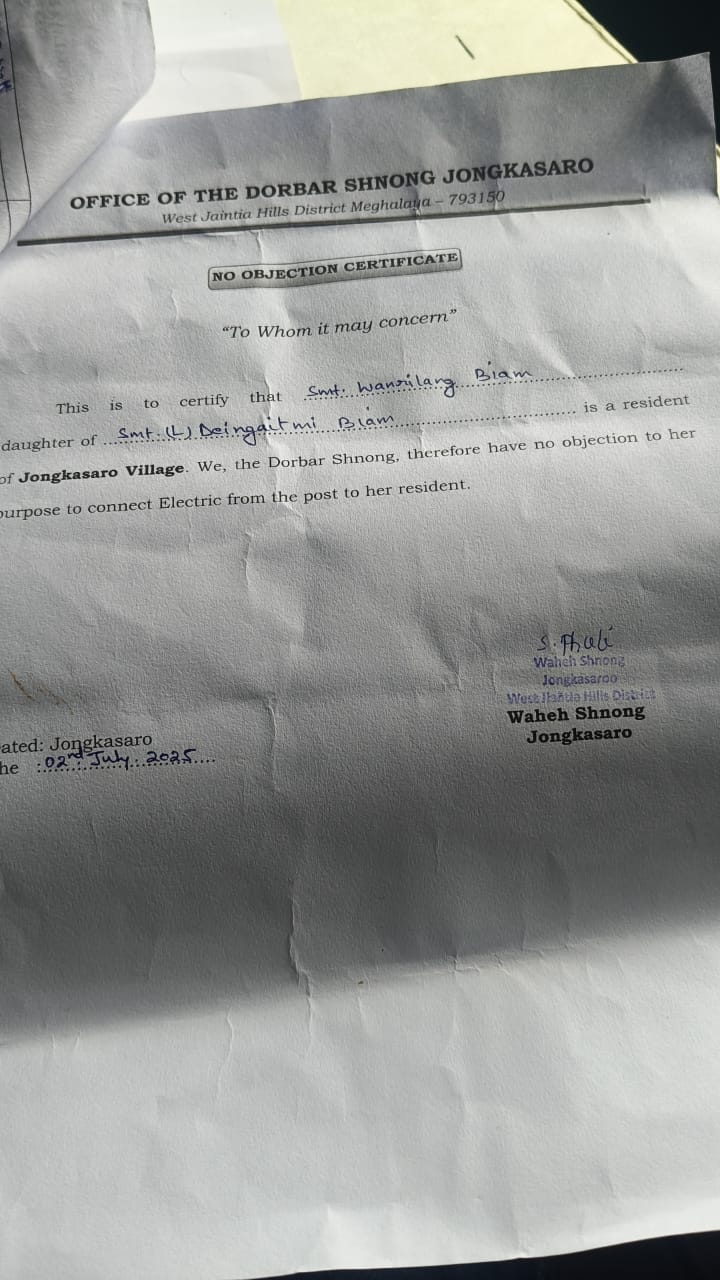 OFFICE OF THE DORBAR SHNONG JONGKASARO
West Jaintia Hills District Meghalaya – 793150
NO OBJECTION CERTIFICATE
“To Whom it may concern”
This is to certify that Smt. Wansilang Biam
daughter of Smt. (L) Deingaitmi Biam is a resident
of Jongkasaro Village. We, the Dorbar Shnong, therefore have no objection to her
purpose to connect Electric from the post to her resident.
S. Phali
Waheh Shnong
Jongkasaroo
West Jaintia Hills District
Waheh Shnong
Jongkasaro
ated: Jongkasaro
he : 02nd July. 2025